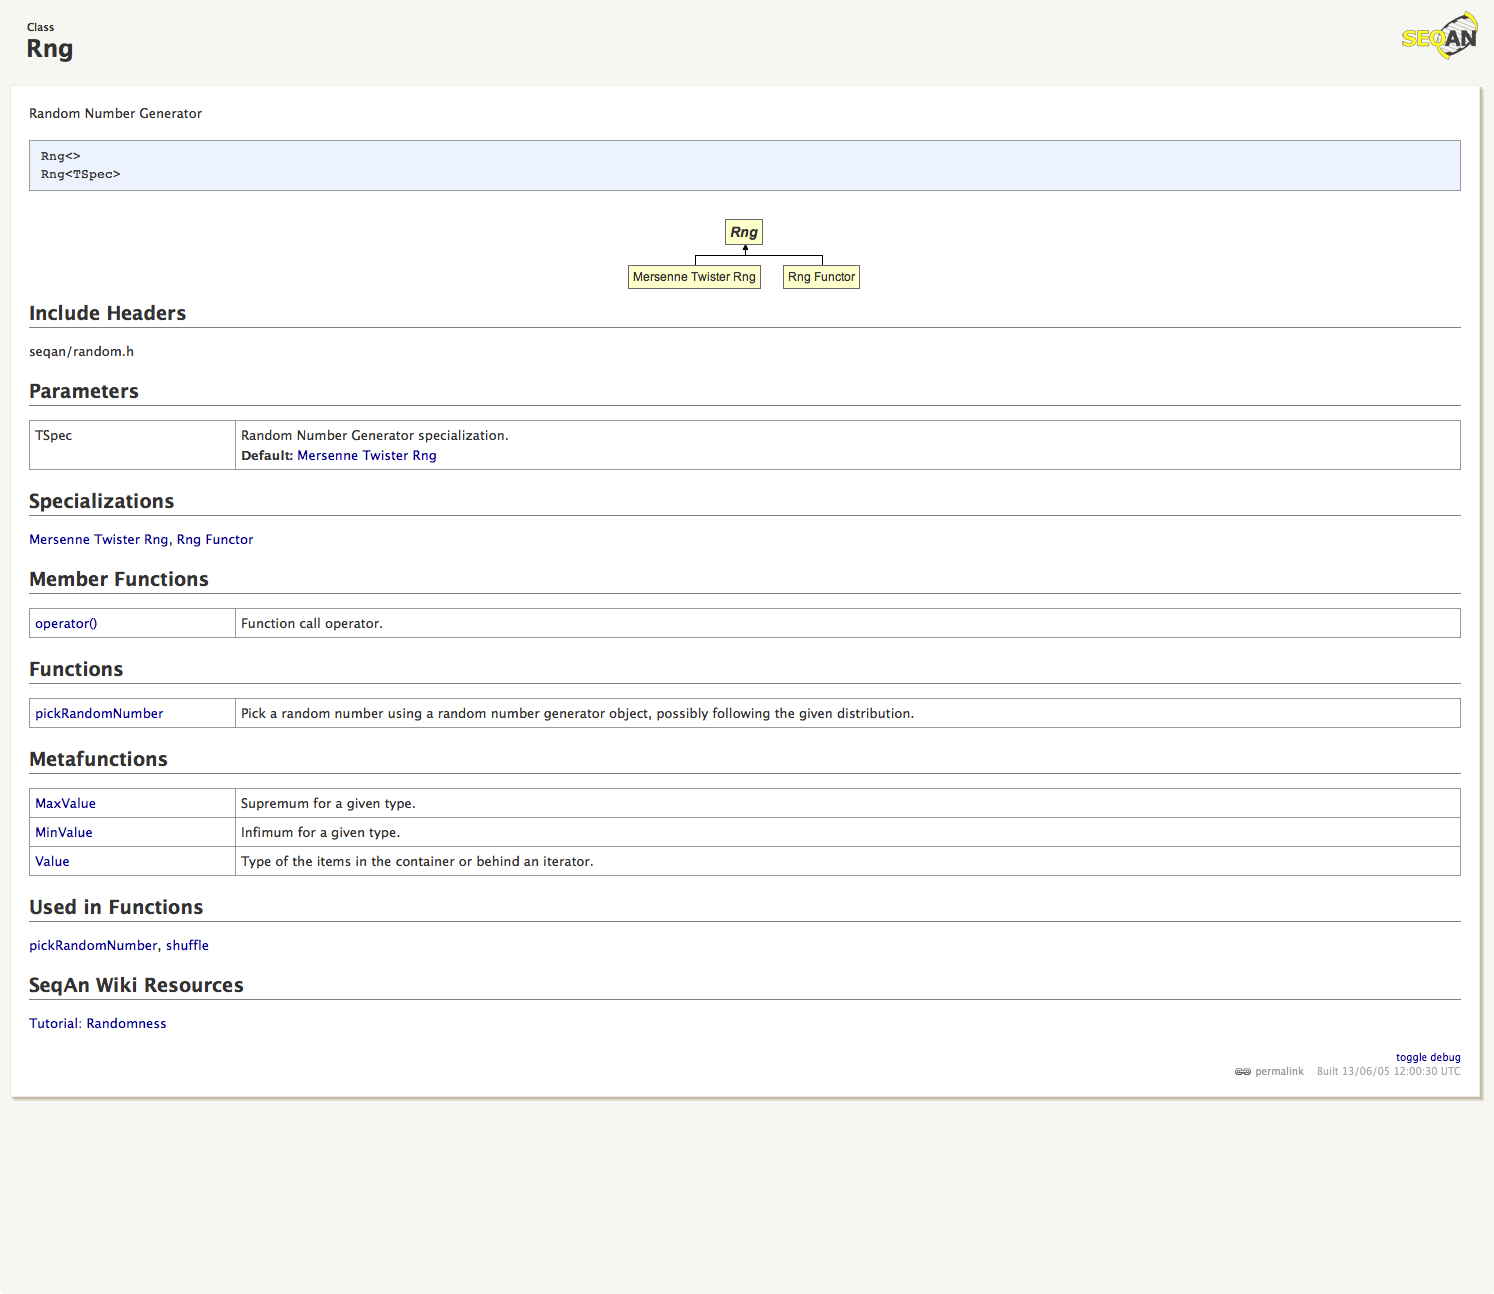 Class
Rng
SEQAN
Random Number Generator
Rng<>
Rng<TSpec>
Rng
Mersenne Twister Rng
Rng Functor
Include Headers
seqan/random.h
Parameters
TSpec
Random Number Generator specialization.
Default: Mersenne Twister Rng
Specializations
Mersenne Twister Rng, Rng Functor
Member Functions
operator()
Function call operator.
Functions
pickRandomNumber
Pick a random number using a random number generator object, possibly following the given distribution.
Metafunctions
MaxValue
Supremum for a given type.
MinValue
Infimum for a given type.
Value
Type of the items in the container or behind an iterator.
Used in Functions
pickRandomNumber, shuffle
SeqAn Wiki Resources
Tutorial: Randomness
toggle debug
permalink Built 13/06/05 12:00:30 UTC